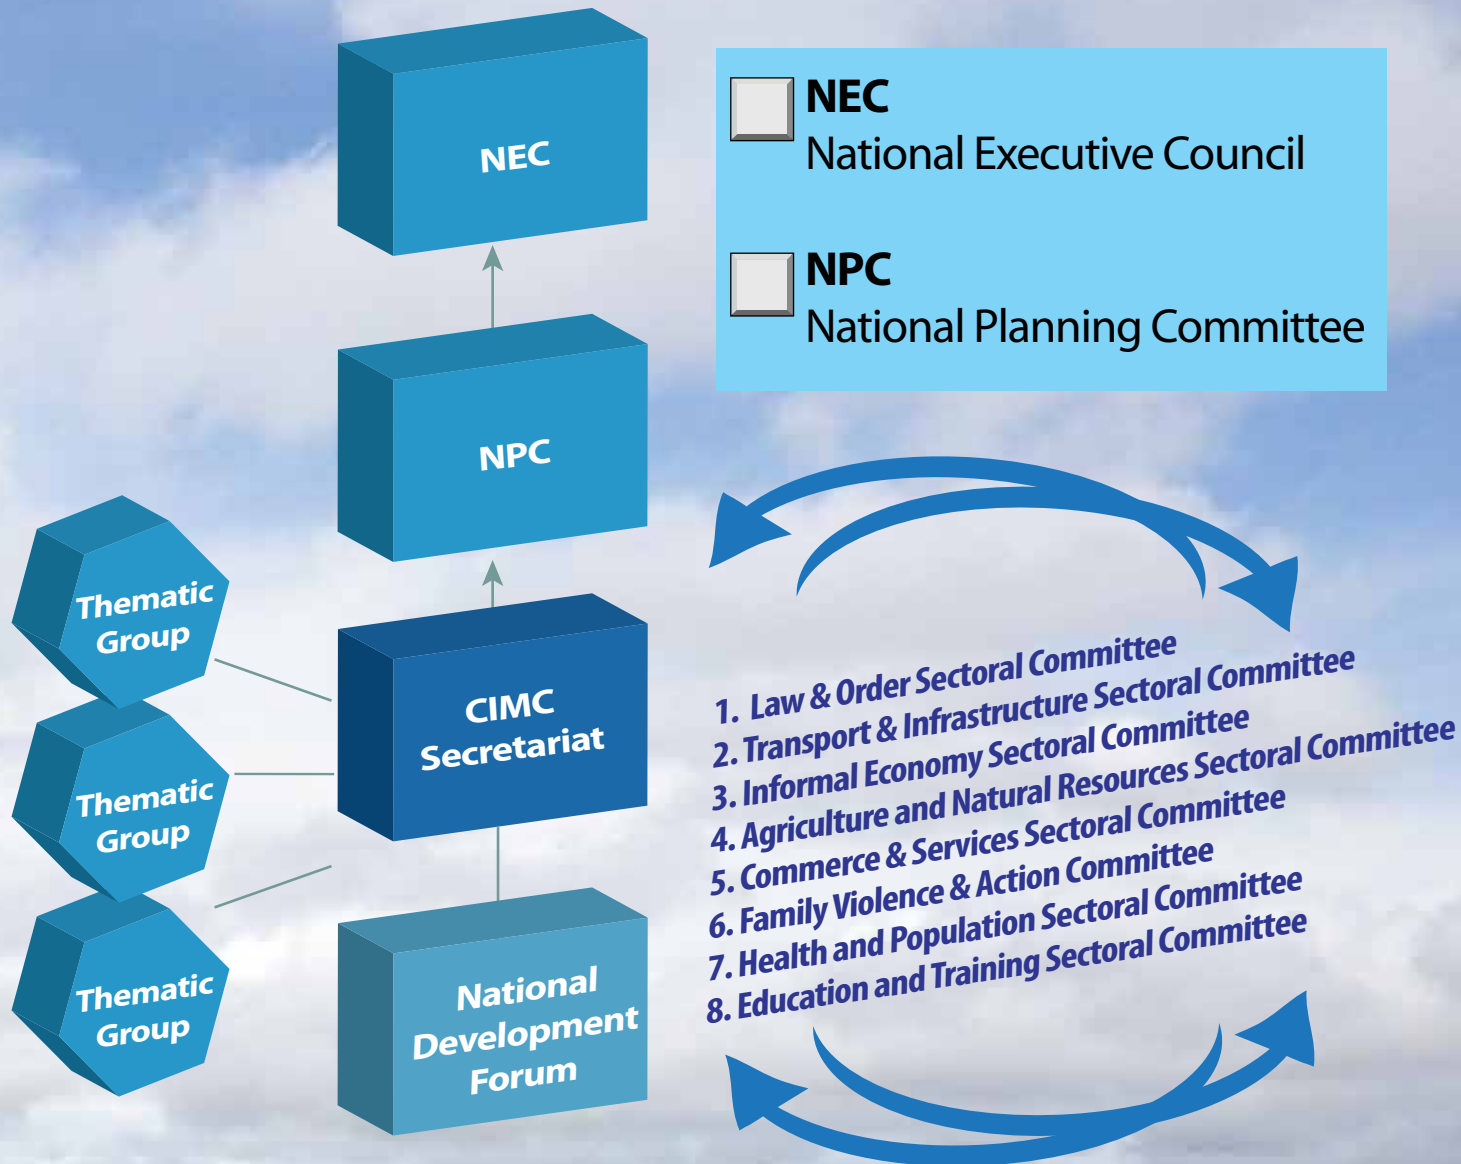 NEC
NEC
National Executive Council
NPC
National Planning Committee
NPC
Thematic
Group
Thematic
Group
Thematic
Group
CIMC
Secretariat
National
Development
Forum
1. Law & Order Sectoral Committee
2. Transport & Infrastructure Sectoral Committee
3. Informal Economy Sectoral Committee
4. Agriculture and Natural Resources Sectoral Committee
5. Commerce & Services Sectoral Committee
6. Family Violence & Action Committee
7. Health and Population Sectoral Committee
8. Education and Training Sectoral Committee